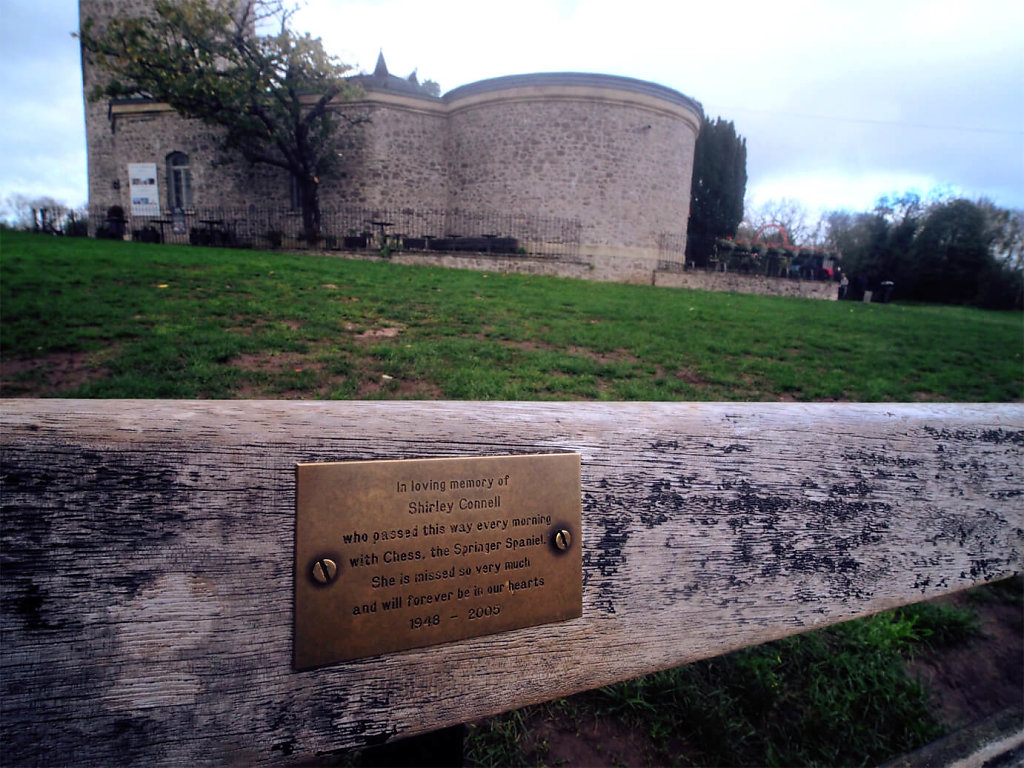 In loving memory of
Shirley Connell
who passed this way every morning
with Chess, the Springer Spaniel.
She is missed so very much
and will forever be in our hearts
1948 - 2005